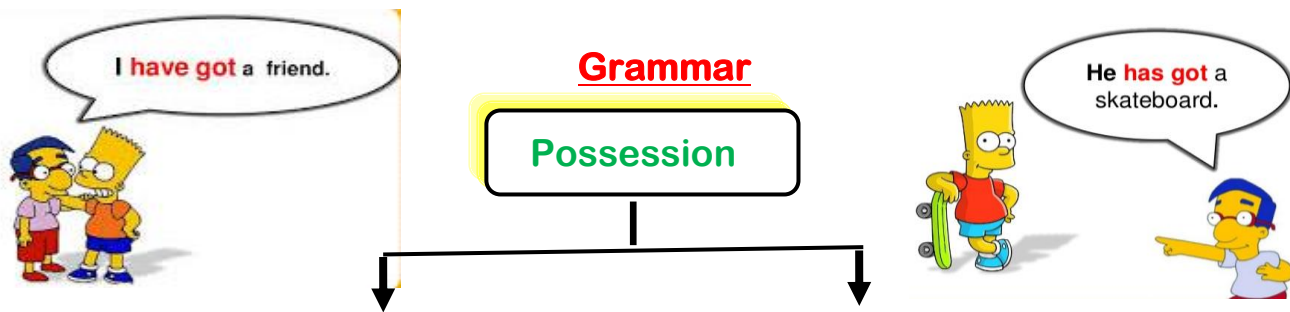 I have got a friend.
Grammar
Possession
He has got a
skateboard.